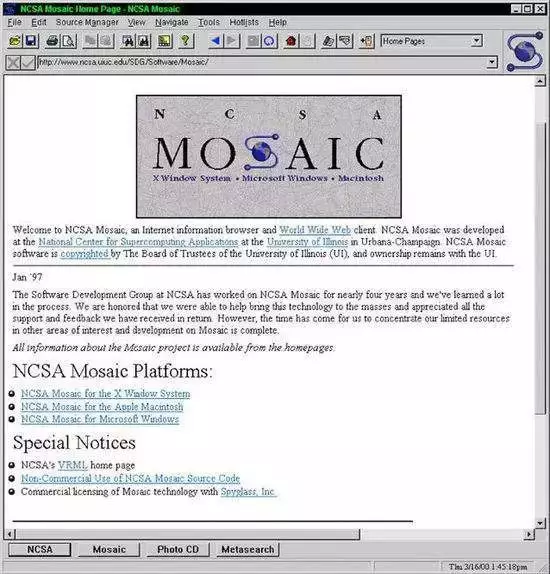 NCSA Mosaic Home Page - NCSA Mosaic
File Edit Source Manager View Navigate Tools Hotlists Help
Home Pages
http://www.ncsa.uiuc.edu/SDG/Software/Mosaic/
N C S A
MOSAIC
X Window System • Microsoft Windows • Macintosh
Welcome to NCSA Mosaic, an Internet information browser and World Wide Web client. NCSA Mosaic was developed
at the National Center for Supercomputing Applications at the University of Illinois in Urbana-Champaign. NCSA Mosaic
software is copyrighted by The Board of Trustees of the University of Illinois (UI), and ownership remains with the UI.
Jan '97
The Software Development Group at NCSA has worked on NCSA Mosaic for nearly four years and we've learned a lot
in the process. We are honored that we were able to help bring this technology to the masses and appreciated all the
support and feedback we have received in return. However, the time has come for us to concentrate our limited resources
in other areas of interest and development on Mosaic is complete.
All information about the Mosaic project is available from the homepages.
NCSA Mosaic Platforms:
NCSA Mosaic for the X Window System
NCSA Mosaic for the Apple Macintosh
NCSA Mosaic for Microsoft Windows
Special Notices
NCSA's VRML home page
Non-Commercial Use of NCSA Mosaic Source Code
Commercial licensing of Mosaic technology with Spyglass, Inc.
NCSA Mosaic Photo CD Metasearch
Thu 3/16/00 1:45:18pm